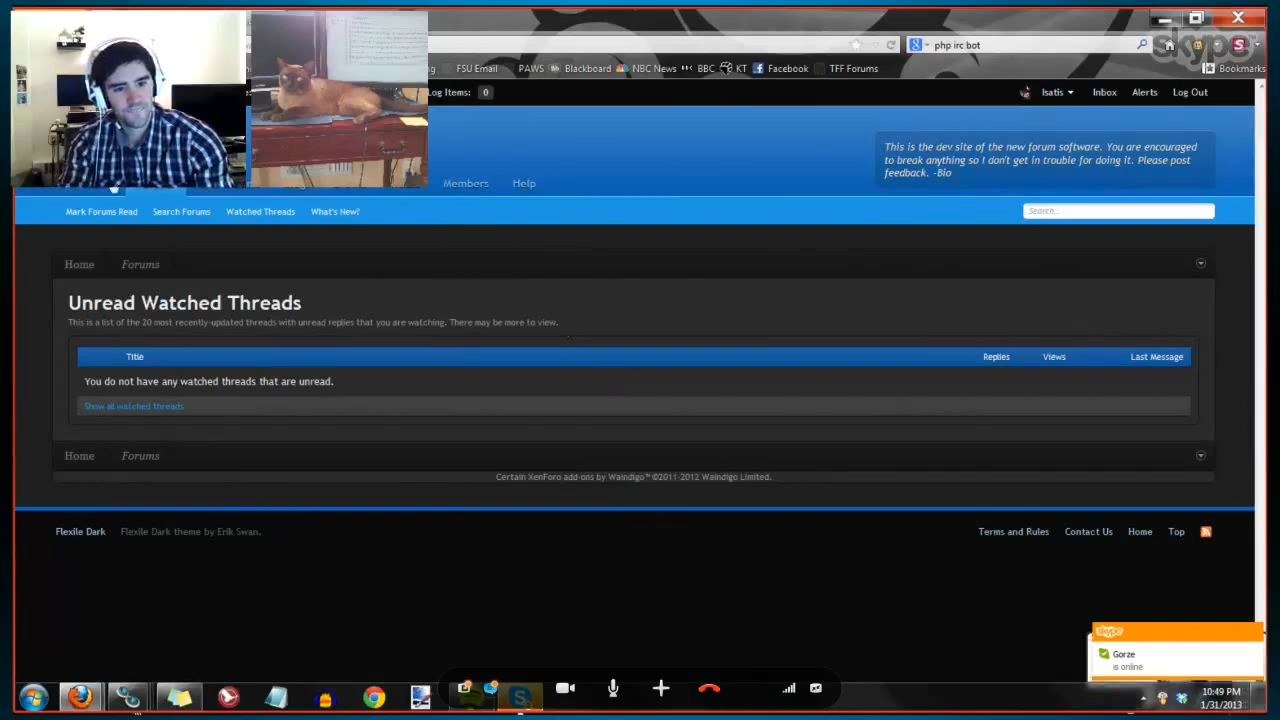 skype
php irc bot
FSU Email PAWS Blackboard NBC News BBC KT Facebook TFF Forums Bookmarks
Log Items: 0 Isatis Inbox Alerts Log Out
This is the dev site of the new forum software. You are encouraged
to break anything so I don't get in trouble for doing it. Please post
feedback. -Bio
Members Help
Mark Forums Read Search Forums Watched Threads What's New? Search...
Home Forums
Unread Watched Threads
This is a list of the 20 most recently-updated threads with unread replies that you are watching. There may be more to view.
Title Replies Views Last Message
You do not have any watched threads that are unread.
Show all watched threads
Home Forums
Certain XenForo add-ons by Waindigo™ ©2011-2012 Waindigo Limited.
Flexile Dark Flexile Dark theme by Erik Swan. Terms and Rules Contact Us Home Top
skype
Gorze
is online
10:49 PM
1/31/2013